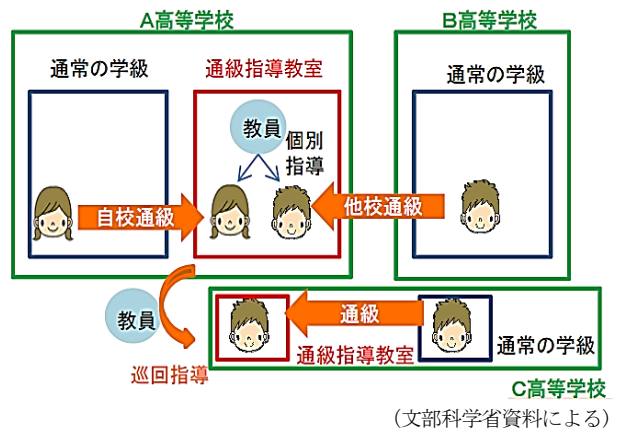 A高等学校
B高等学校
通常の学級
通級指導教室
通常の学級
教員
個別
指導
自校通級
他校通級
教員
巡回指導
通級
通級指導教室
通常の学級
C高等学校
（文部科学省資料による）